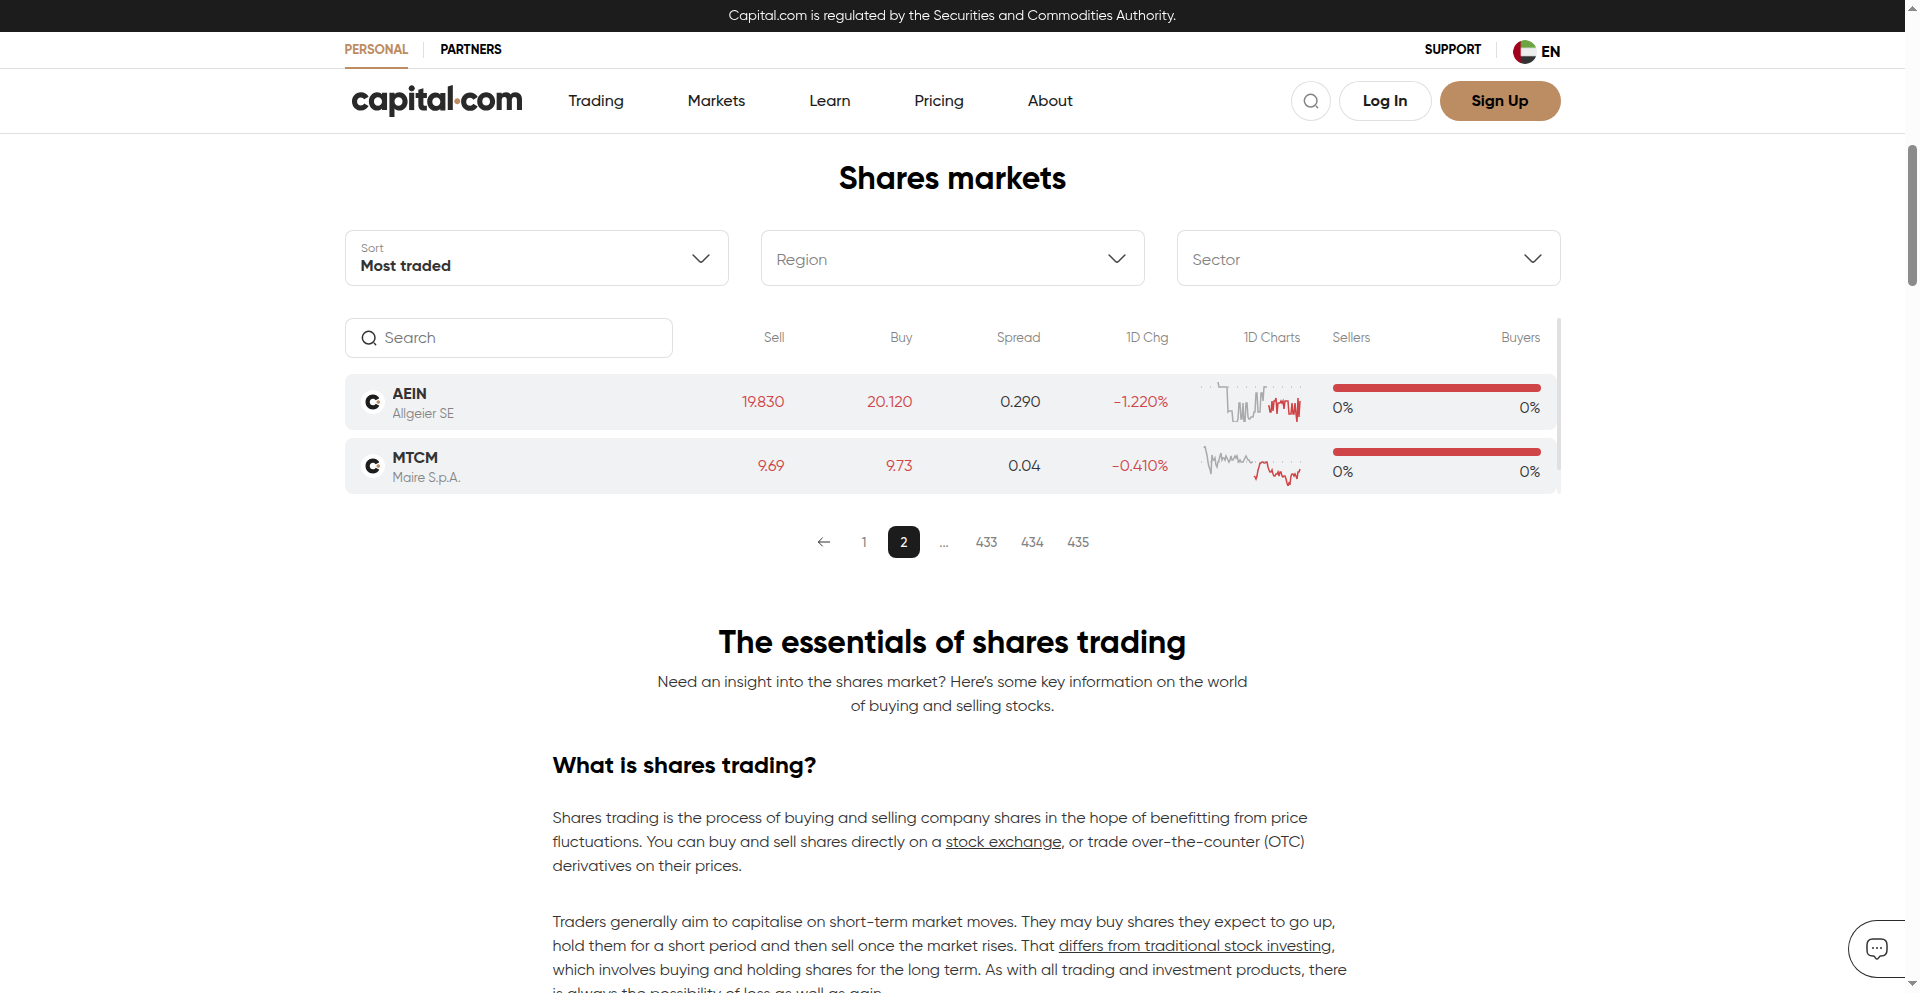 Capital.com is regulated by the Securities and Commodities Authority.
PERSONAL PARTNERS SUPPORT EN
capital.com Trading Markets Learn Pricing About Log In Sign Up
Shares markets
Sort
Most traded
Region
Sector
Search Sell Buy Spread 1D Chg 1D Charts Sellers Buyers
AEIN
Allgeier SE
19.830 20.120 0.290 -1.220% 0% 0%
MTCM
Maire S.p.A.
9.69 9.73 0.04 -0.410% 0% 0%
1 2 ... 433 434 435
The essentials of shares trading
Need an insight into the shares market? Here’s some key information on the world
of buying and selling stocks.
What is shares trading?
Shares trading is the process of buying and selling company shares in the hope of benefitting from price
fluctuations. You can buy and sell shares directly on a stock exchange, or trade over-the-counter (OTC)
derivatives on their prices.
Traders generally aim to capitalise on short-term market moves. They may buy shares they expect to go up,
hold them for a short period and then sell once the market rises. That differs from traditional stock investing,
which involves buying and holding shares for the long term. As with all trading and investment products, there
is always the possibility of loss as well as gain.